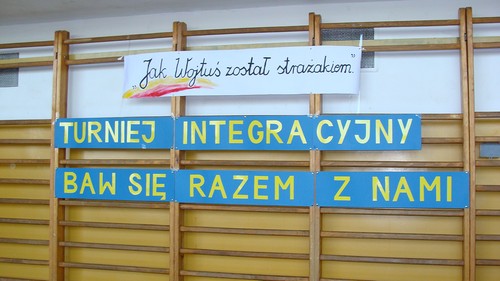 „Jak Wojtuś został strażakiem"
TURNIEJ INTEGRACYJNY
BAW SIĘ RAZEM Z NAMI